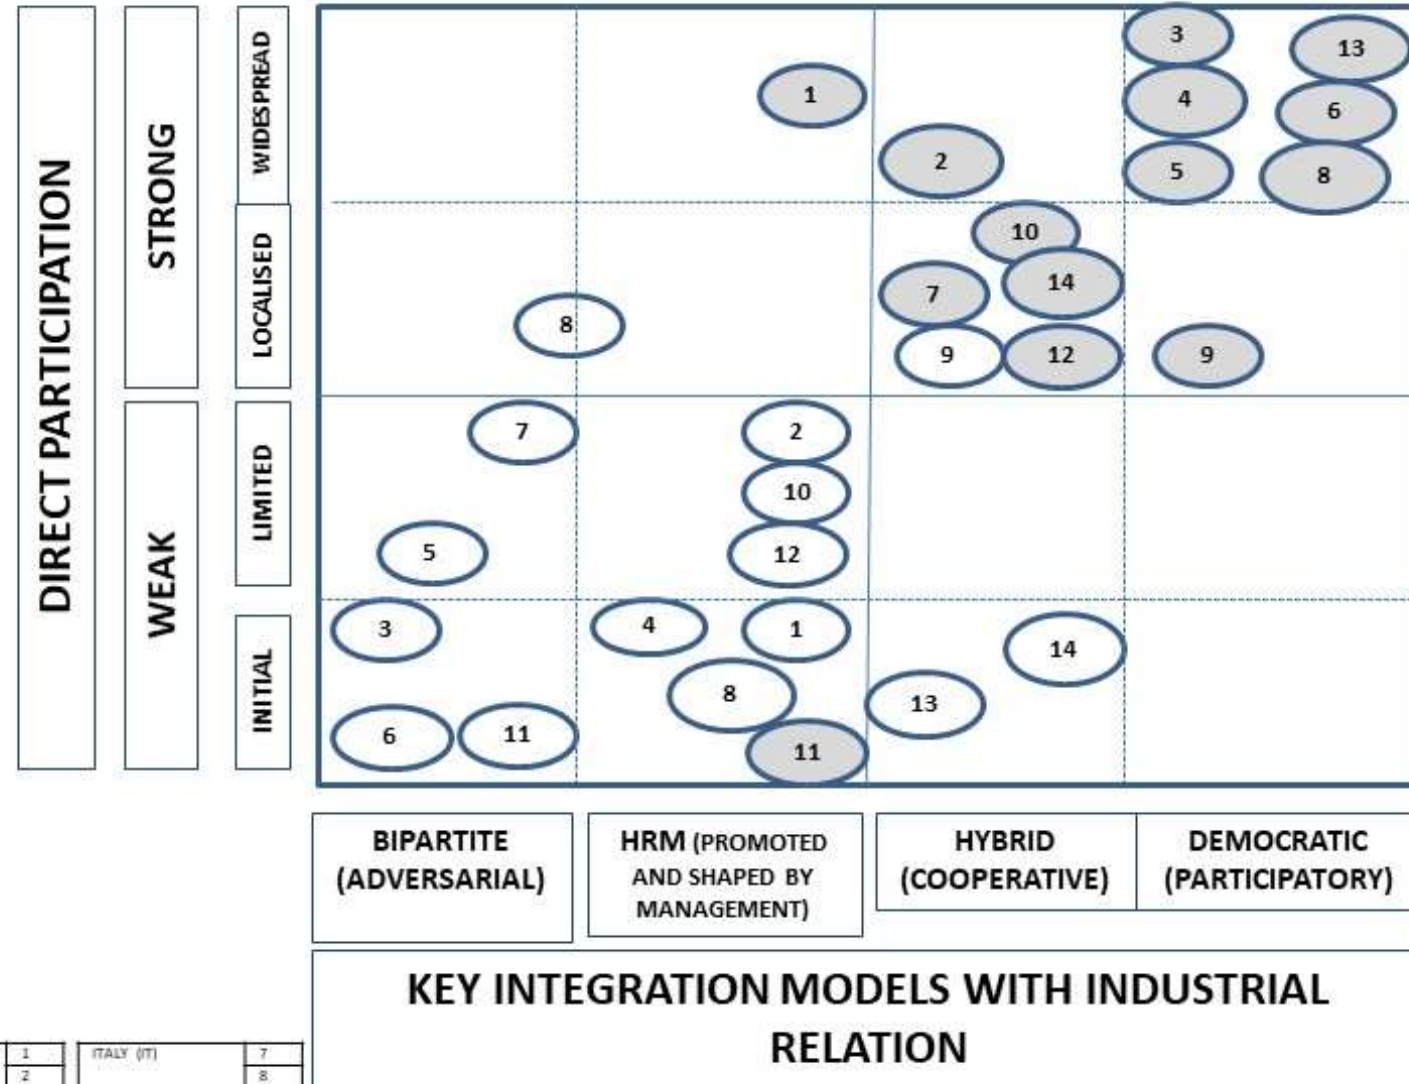 DIRECT PARTICIPATION
STRONG
WEAK
WIDESPREAD
LOCALISED
LIMITED
INITIAL
3
13
1
4
6
2
5
8
10
14
7
8
9
12
9
7
2
10
5
12
3
4
1
14
8
13
6
11
11
BIPARTITE
(ADVERSARIAL)
HRM (PROMOTED
AND SHAPED BY
MANAGEMENT)
HYBRID
(COOPERATIVE)
DEMOCRATIC
(PARTICIPATORY)
KEY INTEGRATION MODELS WITH INDUSTRIAL
RELATION
1 ITALY (IT) 7
2 8